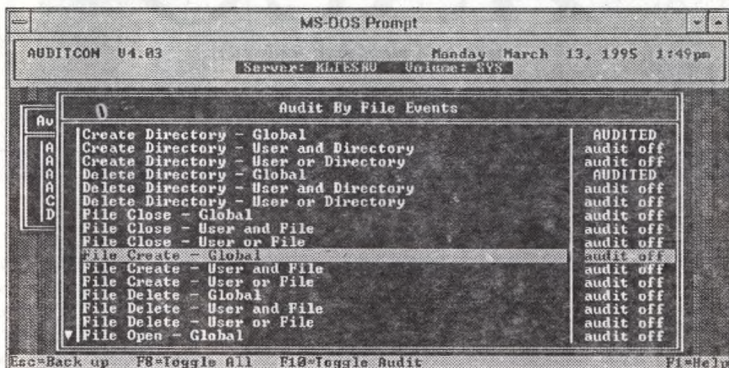 MS-DOS Prompt
AUDITCON V4.03 Monday March 13, 1995 1:49pm
Server: Volume: SYS
Audit By File Events
Av
Create Directory - Global AUDITED
Create Directory - User and Directory audit off
Create Directory - User or Directory audit off
Delete Directory - Global AUDITED
Delete Directory - User and Directory audit off
Delete Directory - User or Directory audit off
File Close - Global audit off
File Close - User and File audit off
File Close - User or File audit off
File Create - Global audit off
File Create - User and File audit off
File Create - User or File audit off
File Delete - Global audit off
File Delete - User and File audit off
File Delete - User or File audit off
File Open - Global audit off
Esc=Back up F8=Toggle All F10=Toggle Audit F1=Help